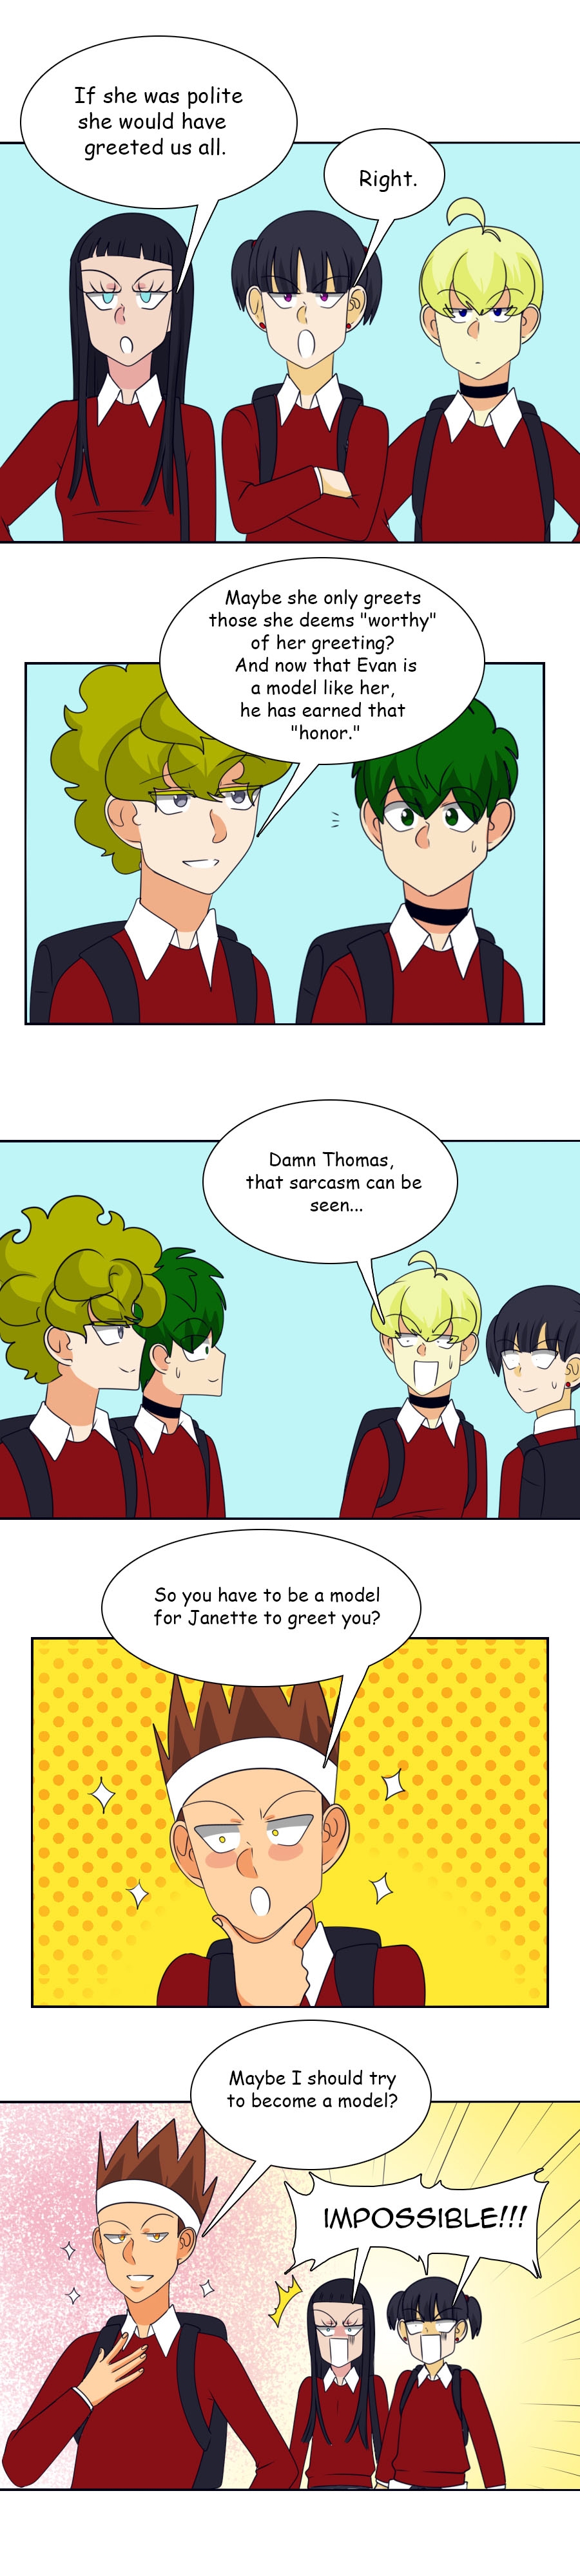 If she was polite
she would have
greeted us all.
Right.
Maybe she only greets
those she deems "worthy"
of her greeting?
And now that Evan is
a model like her,
he has earned that
"honor."
Damn Thomas,
that sarcasm can be
seen...
So you have to be a model
for Janette to greet you?
Maybe I should try
to become a model?
IMPOSSIBLE!!!